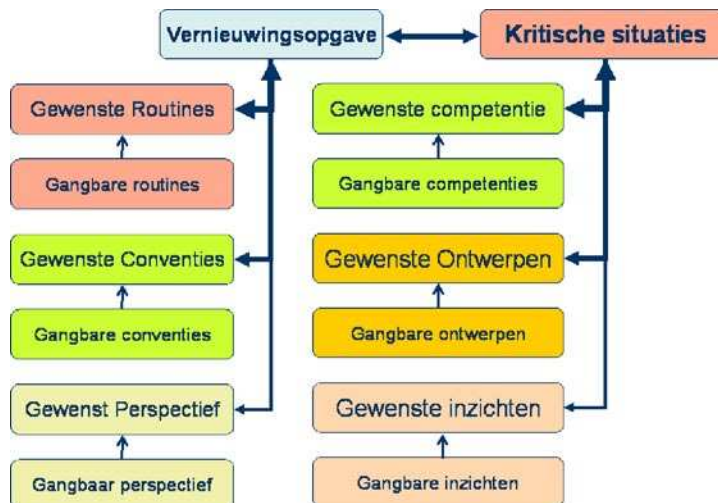 Vernieuwingsopgave
Kritische situaties
Gewenste Routines
Gewenste competentie
Gangbare routines
Gangbare competenties
Gewenste Conventies
Gewenste Ontwerpen
Gangbare conventies
Gangbare ontwerpen
Gewenst Perspectief
Gewenste inzichten
Gangbaar perspectief
Gangbare inzichten